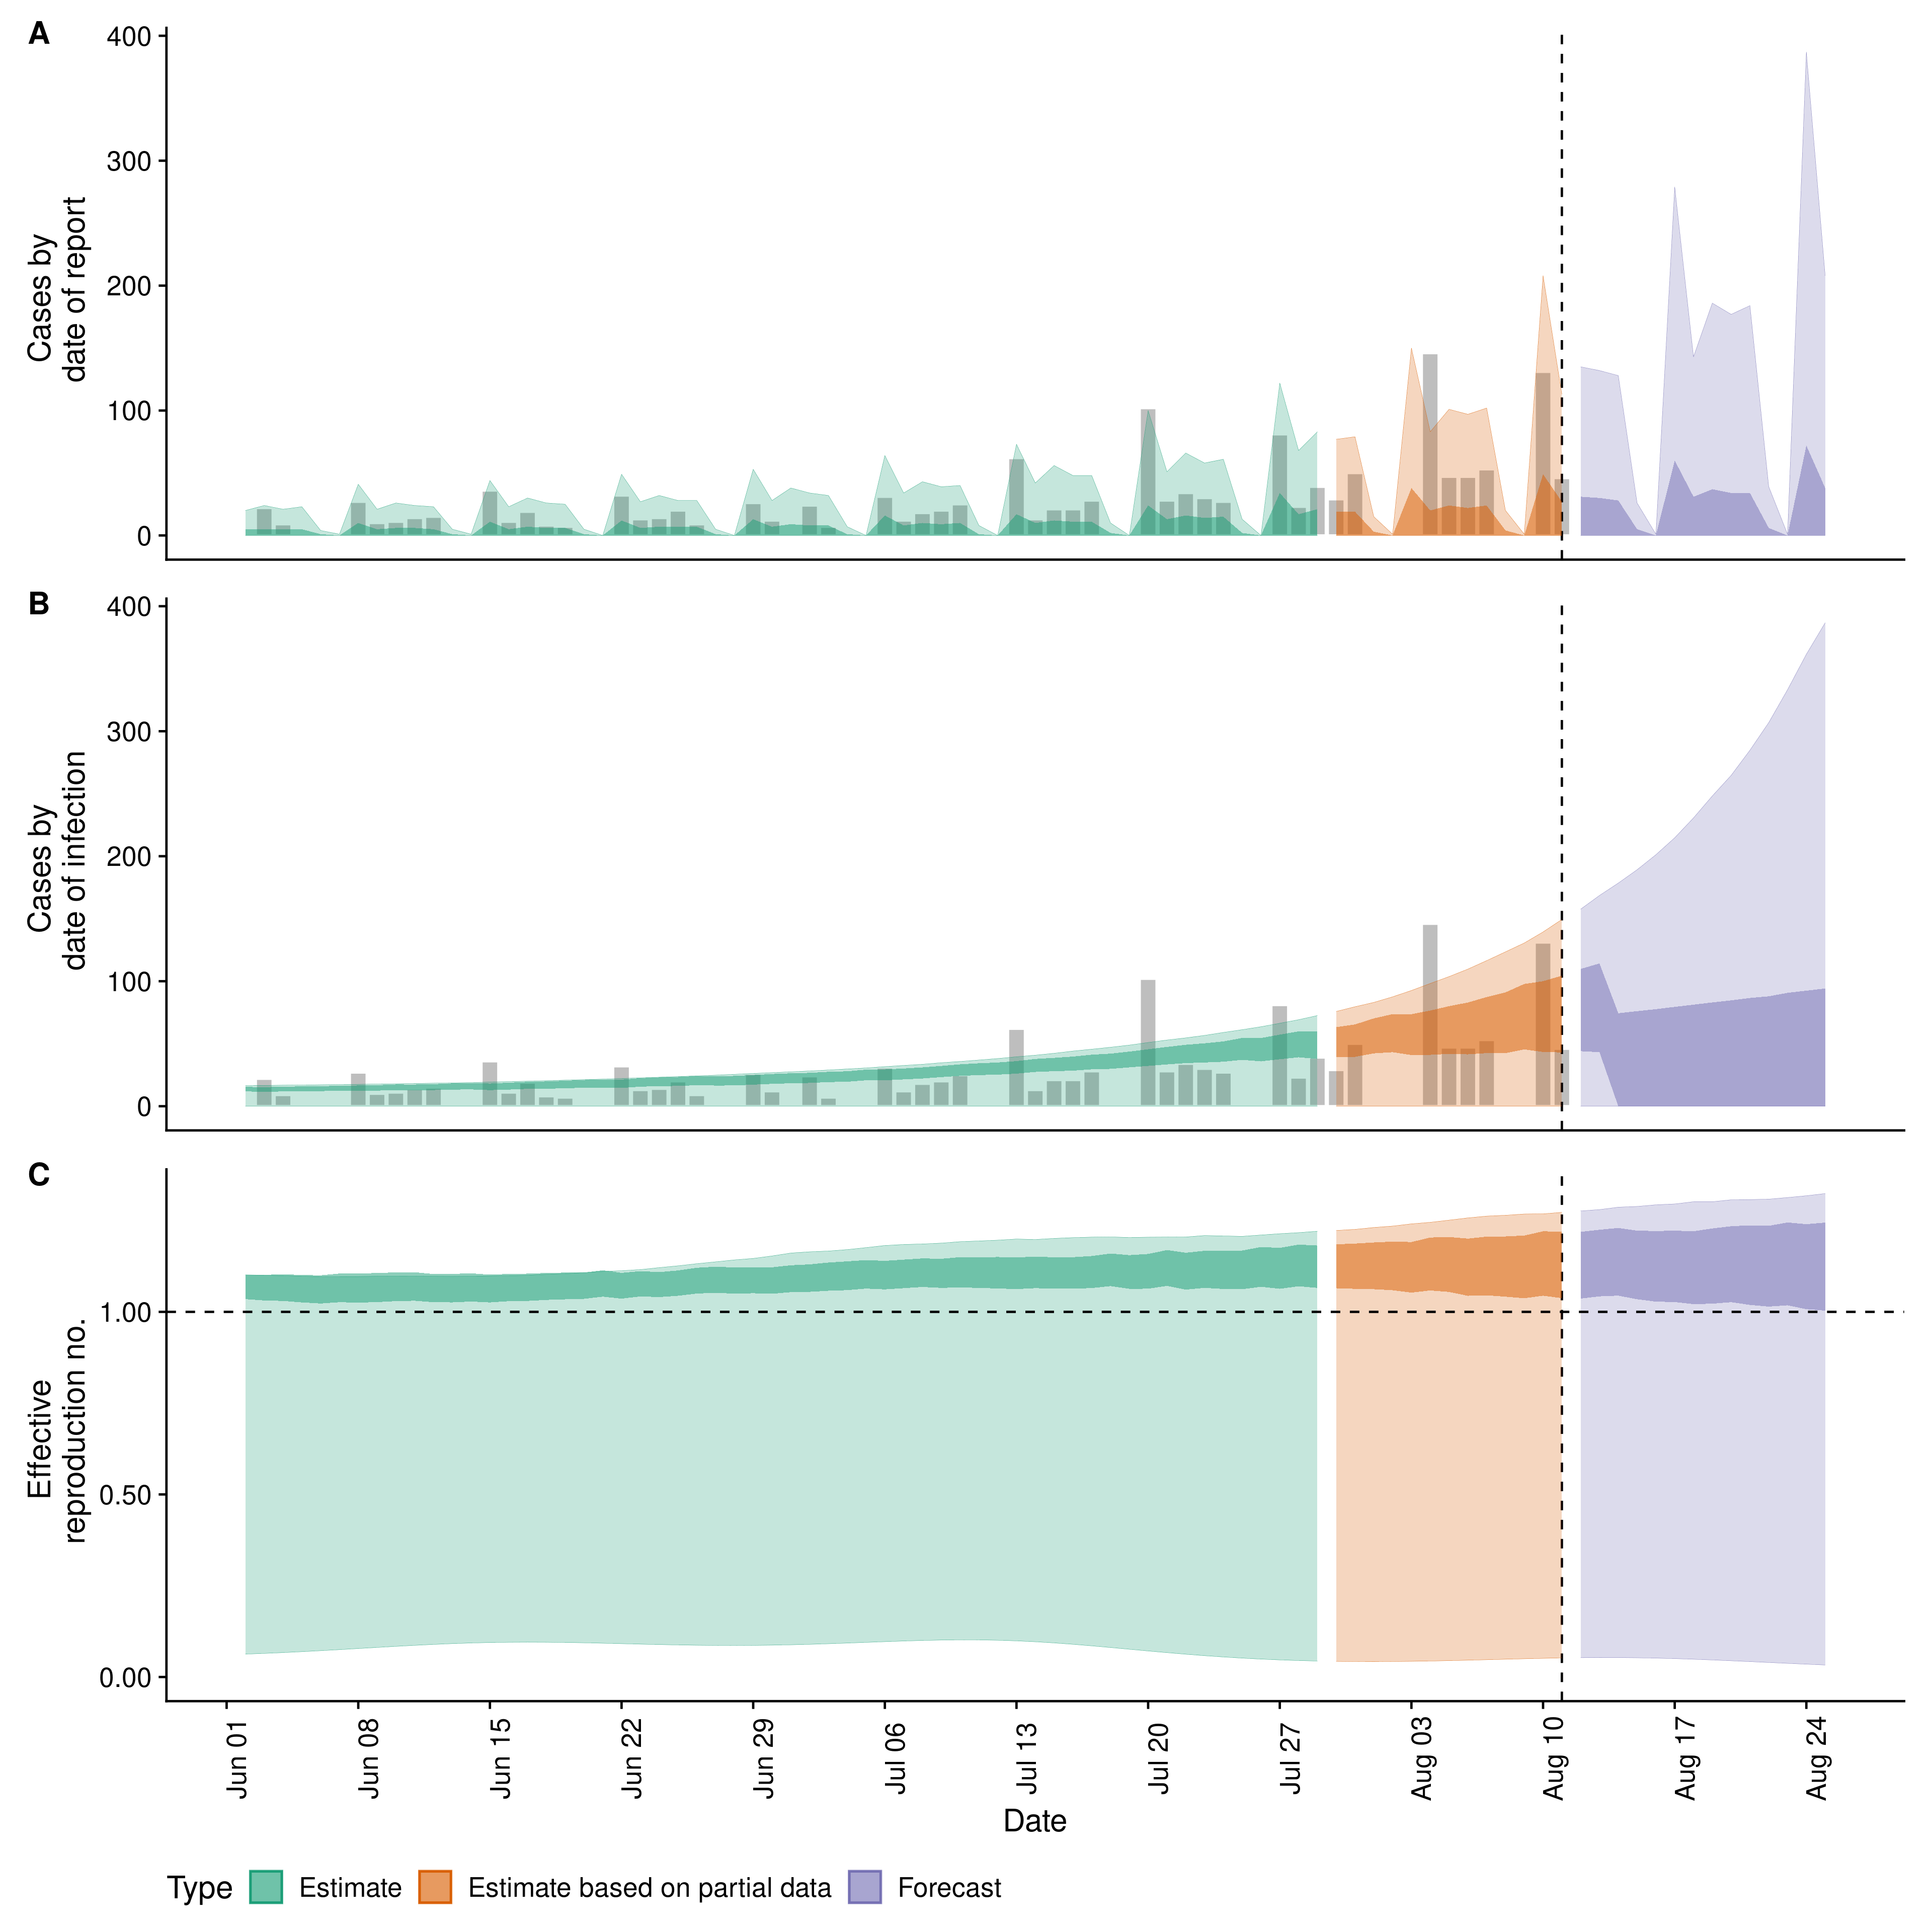 A
400
300
200
100
0
Cases by
date of report
B
400
300
200
100
0
Cases by
date of infection
C
1.00
0.50
0.00
Effective
reproduction no.
Jun 01
Jun 08
Jun 15
Jun 22
Jun 29
Jul 06
Jul 13
Jul 20
Jul 27
Aug 03
Aug 10
Aug 17
Aug 24
Date
Type Estimate Estimate based on partial data Forecast